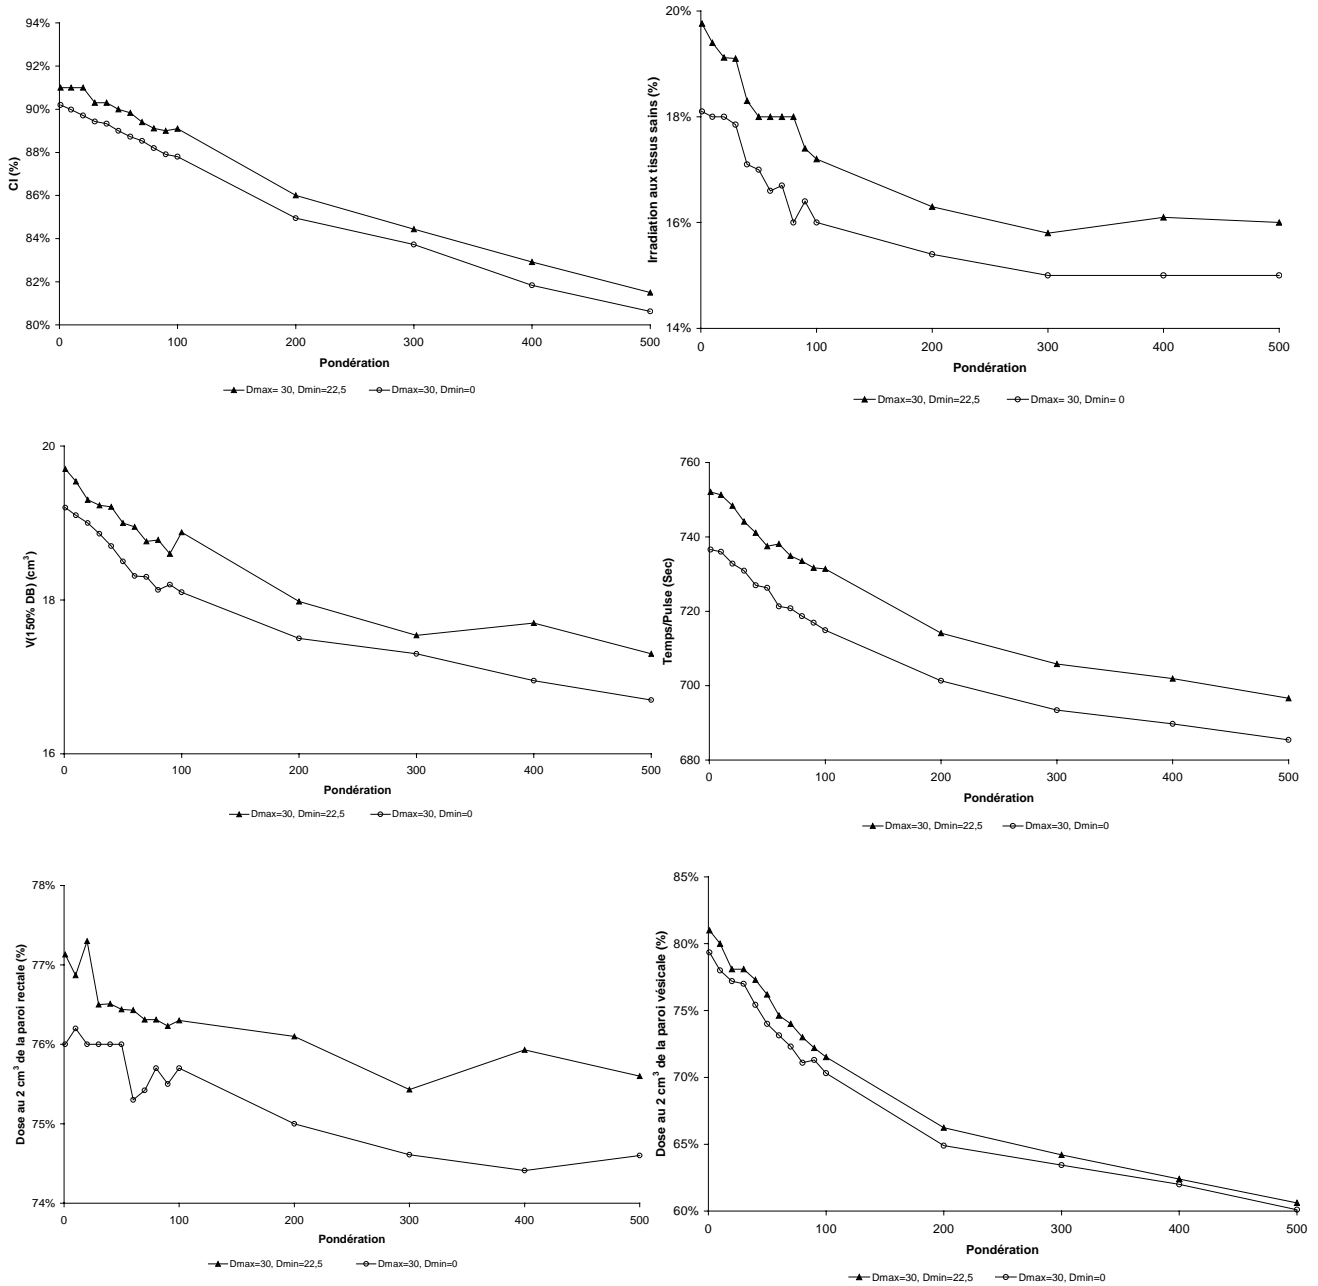 CI (%)
94%
92%
90%
88%
86%
84%
82%
80%
0 100 200 300 400 500
Pondération
Dmax= 30, Dmin=22,5 Dmax=30, Dmin=0
Irradiation aux tissus sains (%)
20%
18%
16%
14%
0 100 200 300 400 500
Pondération
Dmax=30, Dmin=22,5 Dmax= 30, Dmin= 0
V(150% DB) (cm³)
20
18
16
0 100 200 300 400 500
Pondération
Dmax=30, Dmin=22,5 Dmax=30, Dmin=0
Temps/Pulse (Sec)
760
740
720
700
680
0 100 200 300 400 500
Pondération
Dmax=30, Dmin=22,5 Dmax=30, Dmin=0
Dose au 2 cm³ de la paroi rectale (%)
78%
77%
76%
75%
74%
0 100 200 300 400 500
Pondération
Dmax=30, Dmin=22,5 Dmax=30, Dmin=0
Dose au 2 cm³ de la paroi vésicale (%)
85%
80%
75%
70%
65%
60%
0 100 200 300 400 500
Pondération
Dmax=30, Dmin=22,5 Dmax=30, Dmin=0